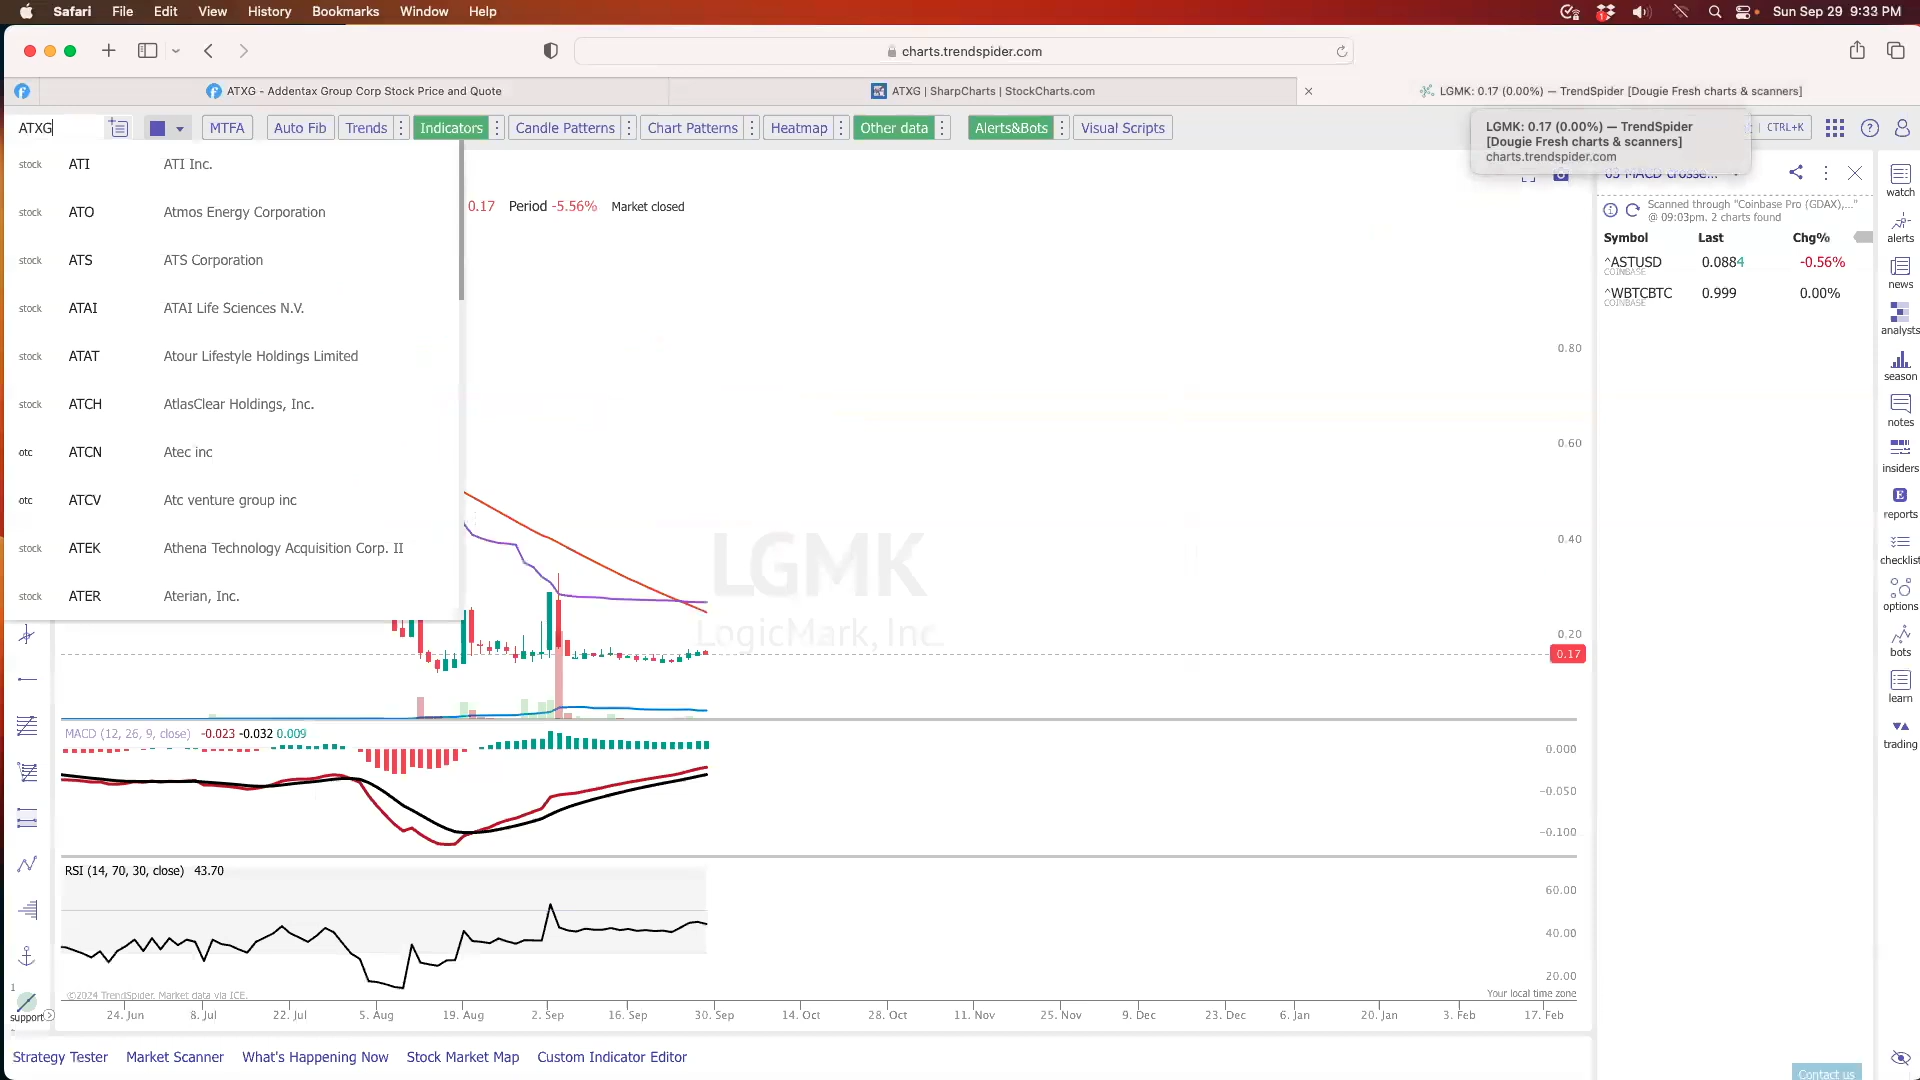 Safari File Edit View History Bookmarks Window Help Sun Sep 29 9:33 PM
charts.trendspider.com
ATXG - Addentax Group Corp Stock Price and Quote
ATXG | SharpCharts | StockCharts.com
LGMK: 0.17 (0.00%) — TrendSpider [Dougie Fresh charts & scanners]
ATXG MTFA Auto Fib Trends Indicators Candle Patterns Chart Patterns Heatmap Other data Alerts&Bots Visual Scripts CTRL+K
LGMK: 0.17 (0.00%) — TrendSpider
[Dougie Fresh charts & scanners]
charts.trendspider.com
stock ATI ATI Inc.
stock ATO Atmos Energy Corporation
stock ATS ATS Corporation
stock ATAI ATAI Life Sciences N.V.
stock ATAT Atour Lifestyle Holdings Limited
stock ATCH AtlasClear Holdings, Inc.
otc ATCN Atec inc
otc ATCV Atc venture group inc
stock ATEK Athena Technology Acquisition Corp. II
stock ATER Aterian, Inc.
0.17 Period -5.56% Market closed
LGMK
LogicMark, Inc.
0.80
0.60
0.40
0.20
0.17
MACD (12, 26, 9, close) -0.023 -0.032 0.009
0.000
-0.050
-0.100
RSI (14, 70, 30, close) 43.70
60.00
40.00
20.00
©2024 TrendSpider. Market data via ICE.
Your local time zone
24. Jun 8. Jul 22. Jul 5. Aug 19. Aug 2. Sep 16. Sep 30. Sep 14. Oct 28. Oct 11. Nov 25. Nov 9. Dec 23. Dec 6. Jan 20. Jan 3. Feb 17. Feb
1
support
Scanned through "Coinbase Pro (GDAX),..."
@ 09:03pm. 2 charts found
Symbol Last Chg%
^ASTUSD 0.0884 -0.56%
COINBASE
^WBTCBTC 0.999 0.00%
COINBASE
watch
alerts
news
analysts
season
notes
insiders
E
reports
checklist
options
bots
learn
trading
Strategy Tester Market Scanner What's Happening Now Stock Market Map Custom Indicator Editor
Contact us